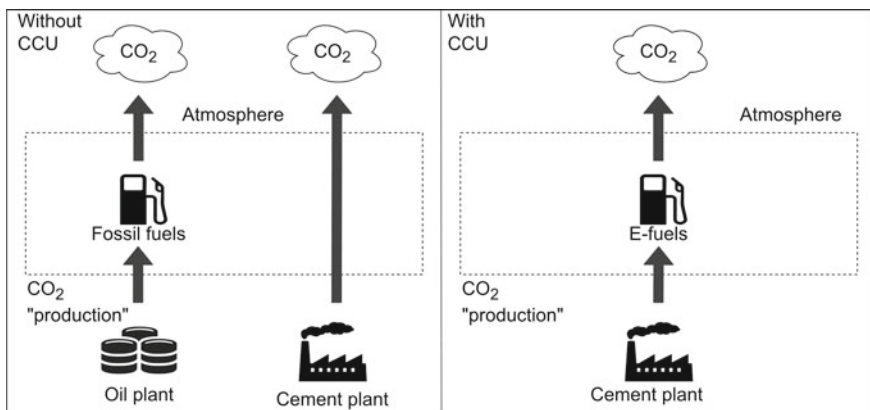 Without
CCU
CO₂
CO₂
Atmosphere
Fossil fuels
CO₂
"production"
Oil plant
Cement plant
With
CCU
CO₂
Atmosphere
E-fuels
CO₂
"production"
Cement plant